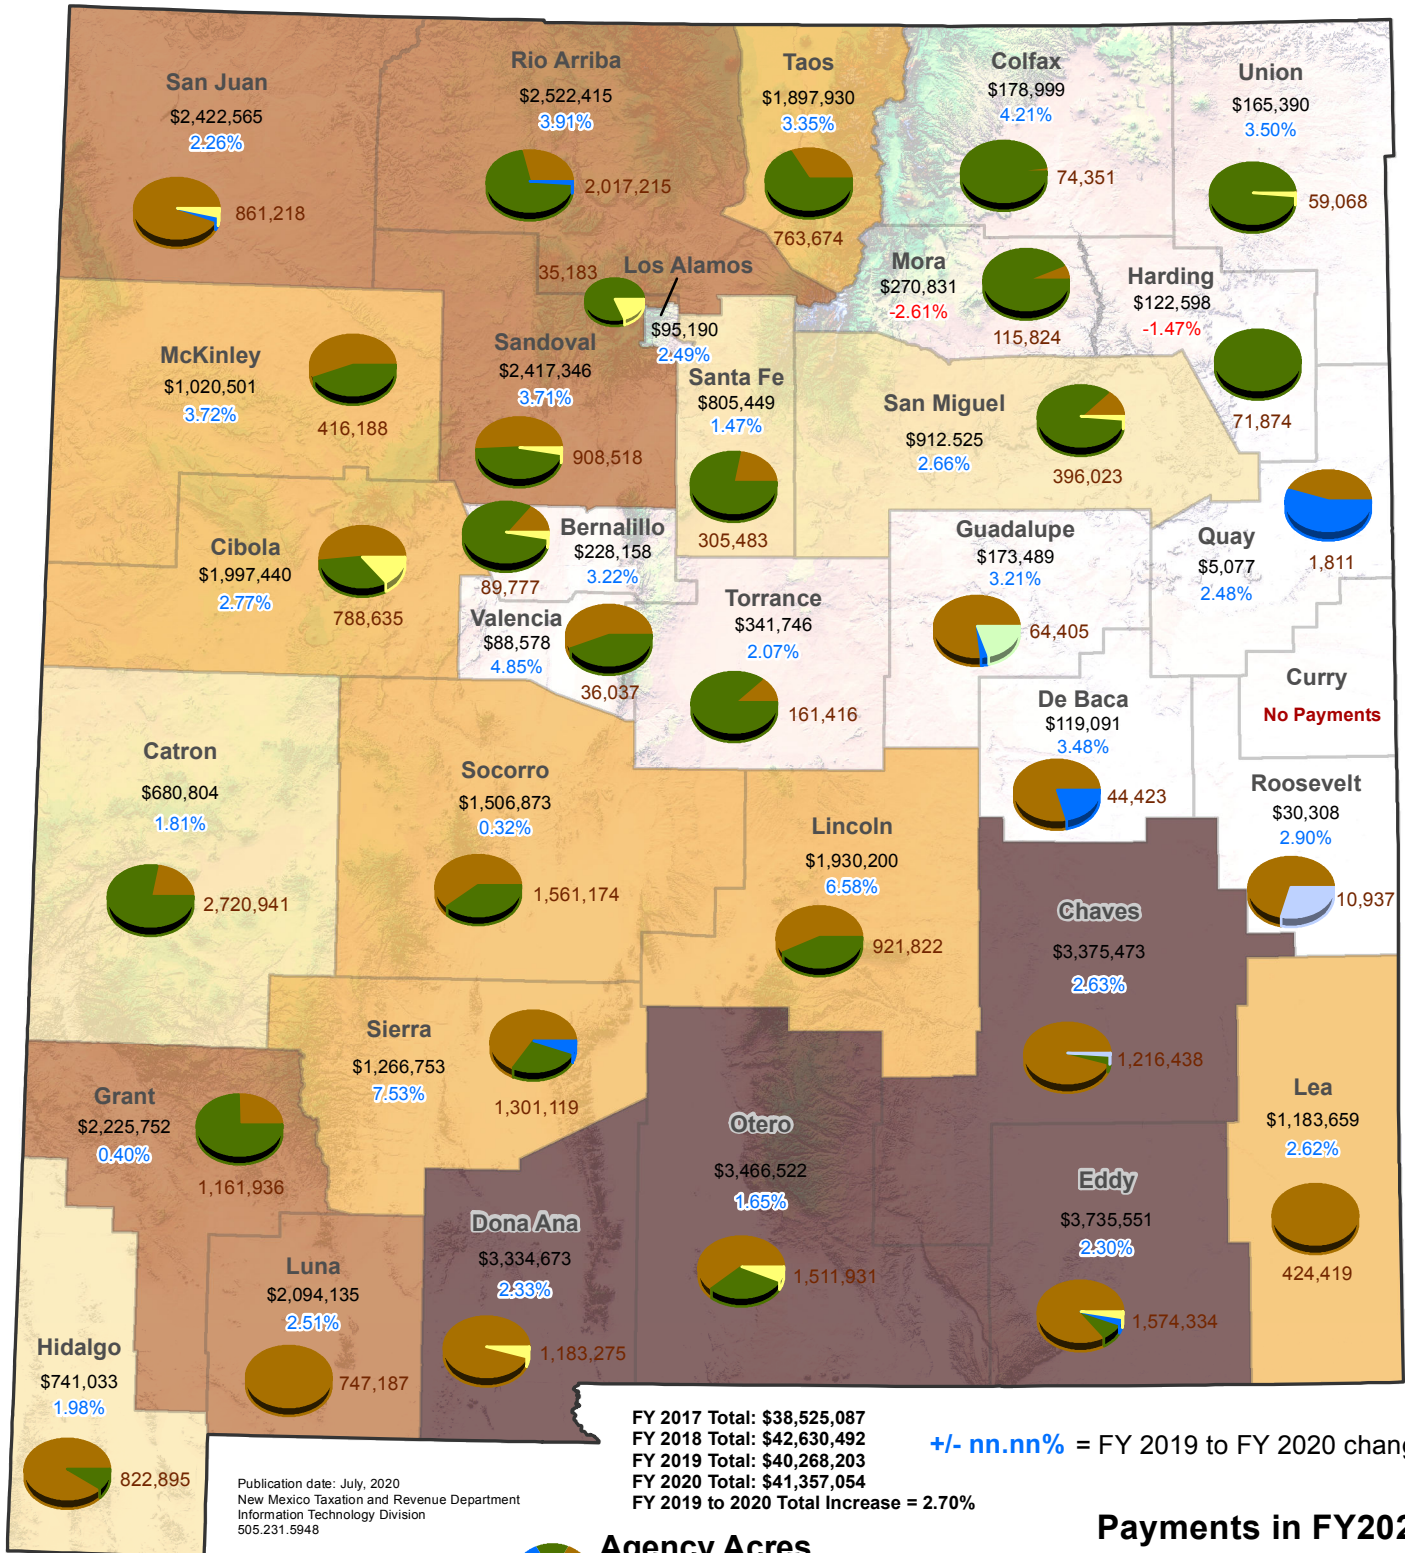 San Juan
$2,422,565
2.26%
861,218
Rio Arriba
$2,522,415
3.91%
2,017,215
Taos
$1,897,930
3.35%
763,674
Colfax
$178,999
4.21%
74,351
Union
$165,390
3.50%
59,068
Mora
$270,831
-2.61%
115,824
Harding
$122,598
-1.47%
71,874
35,183
Los Alamos
$95,190
2.49%
McKinley
$1,020,501
3.72%
416,188
Sandoval
$2,417,346
3.71%
908,518
Santa Fe
$805,449
1.47%
305,483
San Miguel
$912.525
2.66%
396,023
Cibola
$1,997,440
2.77%
788,635
Bernalillo
$228,158
3.22%
89,777
Valencia
$88,578
4.85%
36,037
Torrance
$341,746
2.07%
161,416
Guadalupe
$173,489
3.21%
64,405
Quay
$5,077
2.48%
1,811
Curry
No Payments
De Baca
$119,091
3.48%
44,423
Roosevelt
$30,308
2.90%
10,937
Catron
$680,804
1.81%
2,720,941
Socorro
$1,506,873
0.32%
1,561,174
Lincoln
$1,930,200
6.58%
921,822
Chaves
$3,375,473
2.63%
1,216,438
Sierra
$1,266,753
7.53%
1,301,119
Grant
$2,225,752
0.40%
1,161,936
Otero
$3,466,522
1.65%
1,511,931
Eddy
$3,735,551
2.30%
1,574,334
Lea
$1,183,659
2.62%
424,419
Dona Ana
$3,334,673
2.33%
1,183,275
Luna
$2,094,135
2.51%
747,187
Hidalgo
$741,033
1.98%
822,895
FY 2017 Total: $38,525,087
FY 2018 Total: $42,630,492
FY 2019 Total: $40,268,203
FY 2020 Total: $41,357,054
FY 2019 to 2020 Total Increase = 2.70%
+/- nn.nn% = FY 2019 to FY 2020 chang
Publication date: July, 2020
New Mexico Taxation and Revenue Department
Information Technology Division
505.231.5948
Agency Acres
Payments in FY202